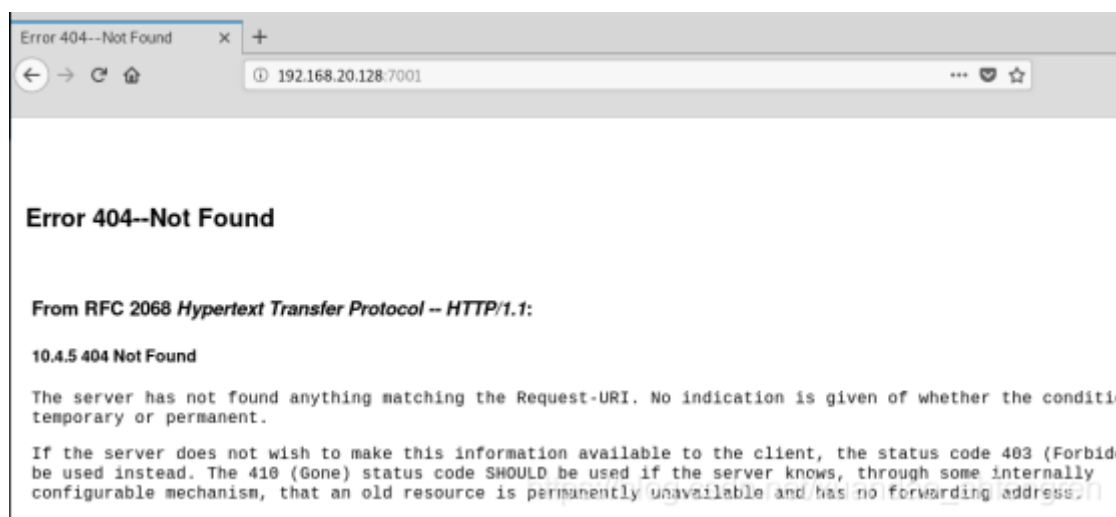 Error 404--Not Found
192.168.20.128:7001
Error 404--Not Found
From RFC 2068 Hypertext Transfer Protocol -- HTTP/1.1:
10.4.5 404 Not Found
The server has not found anything matching the Request-URI. No indication is given of whether the conditi
temporary or permanent.
If the server does not wish to make this information available to the client, the status code 403 (Forbid
be used instead. The 410 (Gone) status code SHOULD be used if the server knows, through some internally
configurable mechanism, that an old resource is permanently unavailable and has no forwarding address.